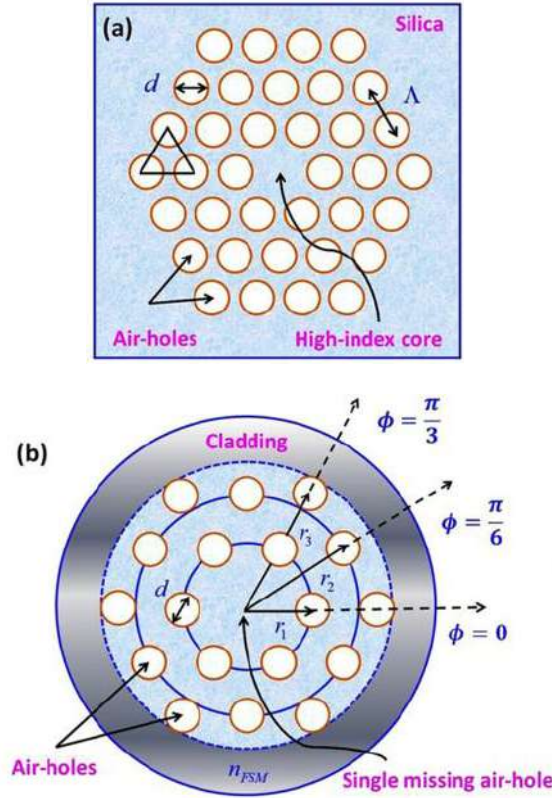 (a)
Silica
d
Λ
Air-holes
High-index core
(b)
Cladding
ϕ = π/3
ϕ = π/6
r₃
r₂
d
r₁
ϕ = 0
Air-holes
n_FSM
Single missing air-hole